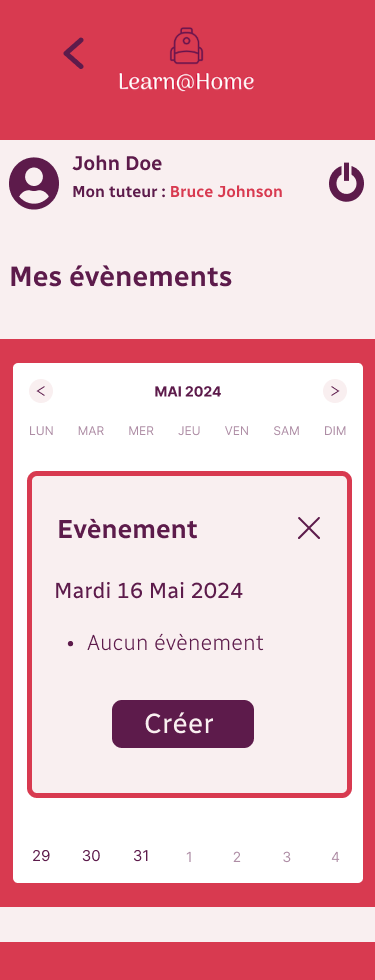 Learn@Home
John Doe
Mon tuteur : Bruce Johnson
Mes évènements
< MAI 2024 >
LUN MAR MER JEU VEN SAM DIM
Evènement
Mardi 16 Mai 2024
• Aucun évènement
Créer
29 30 31 1 2 3 4